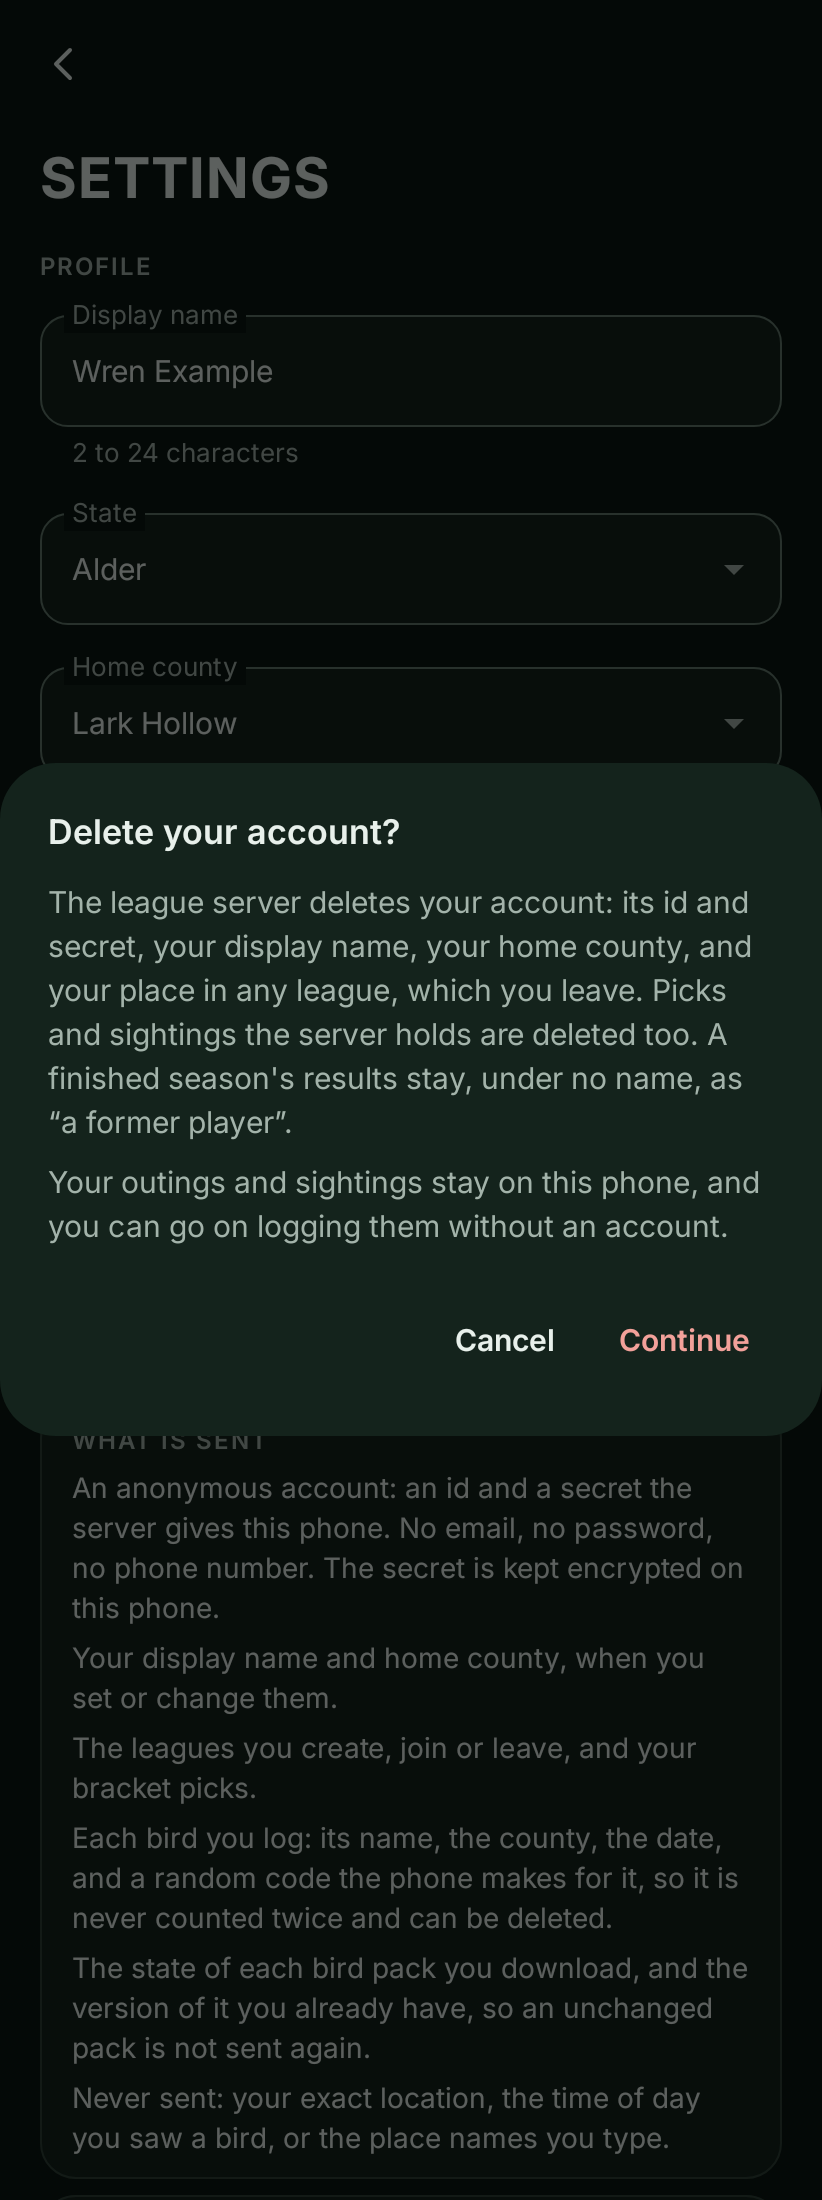 SETTINGS
PROFILE
Display name
Wren Example
2 to 24 characters
State
Alder
Home county
Lark Hollow
Delete your account?
The league server deletes your account: its id and
secret, your display name, your home county, and
your place in any league, which you leave. Picks
and sightings the server holds are deleted too. A
finished season's results stay, under no name, as
“a former player”.
Your outings and sightings stay on this phone, and
you can go on logging them without an account.
Cancel Continue
WHAT IS SENT
An anonymous account: an id and a secret the
server gives this phone. No email, no password,
no phone number. The secret is kept encrypted on
this phone.
Your display name and home county, when you
set or change them.
The leagues you create, join or leave, and your
bracket picks.
Each bird you log: its name, the county, the date,
and a random code the phone makes for it, so it is
never counted twice and can be deleted.
The state of each bird pack you download, and the
version of it you already have, so an unchanged
pack is not sent again.
Never sent: your exact location, the time of day
you saw a bird, or the place names you type.